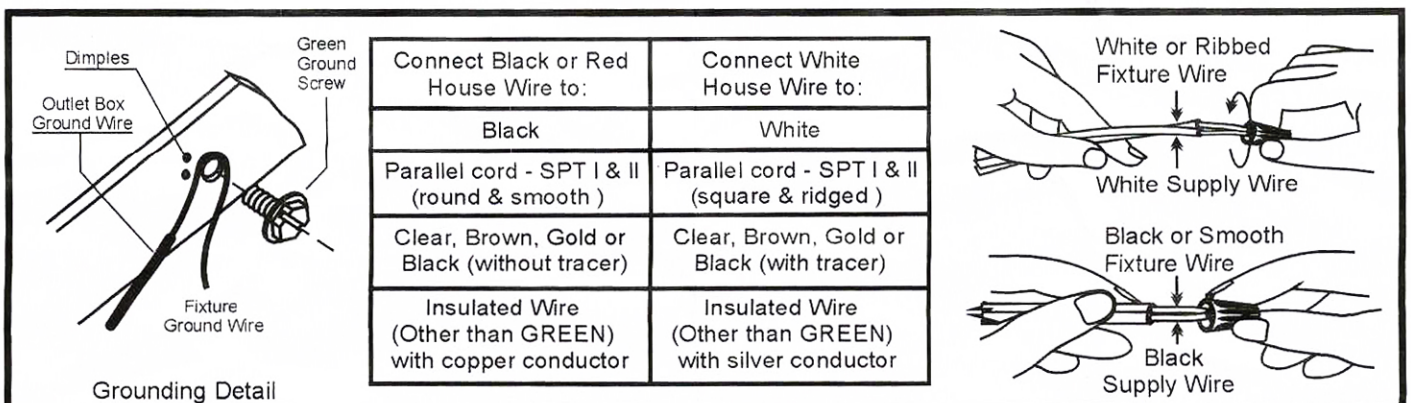 Dimples
Green
Ground
Screw
Outlet Box
Ground Wire
Fixture
Ground Wire
Grounding Detail
Connect Black or Red
House Wire to:
Connect White
House Wire to:
Black
White
Parallel cord - SPT I & II
(round & smooth )
Parallel cord - SPT I & II
(square & ridged )
Clear, Brown, Gold or
Black (without tracer)
Clear, Brown, Gold or
Black (with tracer)
Insulated Wire
(Other than GREEN)
with copper conductor
Insulated Wire
(Other than GREEN)
with silver conductor
White or Ribbed
Fixture Wire
White Supply Wire
Black or Smooth
Fixture Wire
Black
Supply Wire